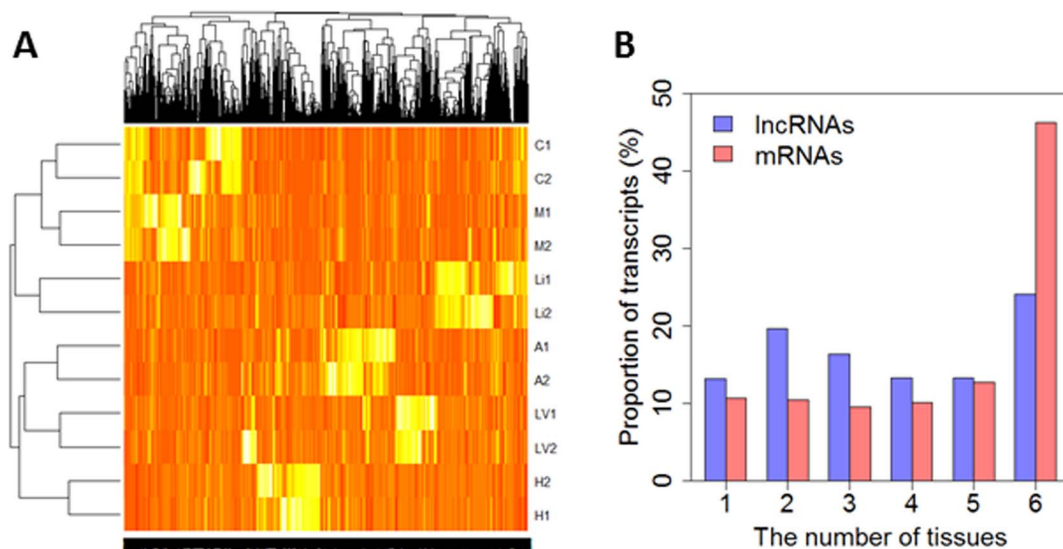 A
C1
C2
M1
M2
Li1
Li2
A1
A2
LV1
LV2
H2
H1
B
Proportion of transcripts (%)
50
40
30
20
10
0
lncRNAs
mRNAs
1 2 3 4 5 6
The number of tissues